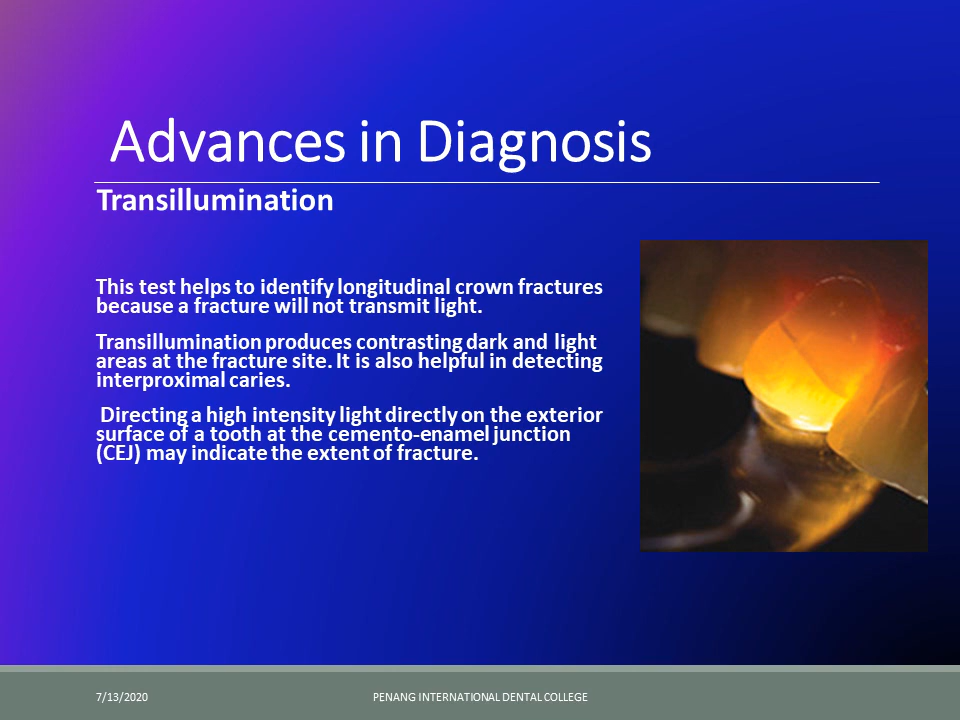 Advances in Diagnosis
Transillumination
This test helps to identify longitudinal crown fractures
because a fracture will not transmit light.
Transillumination produces contrasting dark and light
areas at the fracture site. It is also helpful in detecting
interproximal caries.
Directing a high intensity light directly on the exterior
surface of a tooth at the cemento-enamel junction
(CEJ) may indicate the extent of fracture.
7/13/2020
PENANG INTERNATIONAL DENTAL COLLEGE